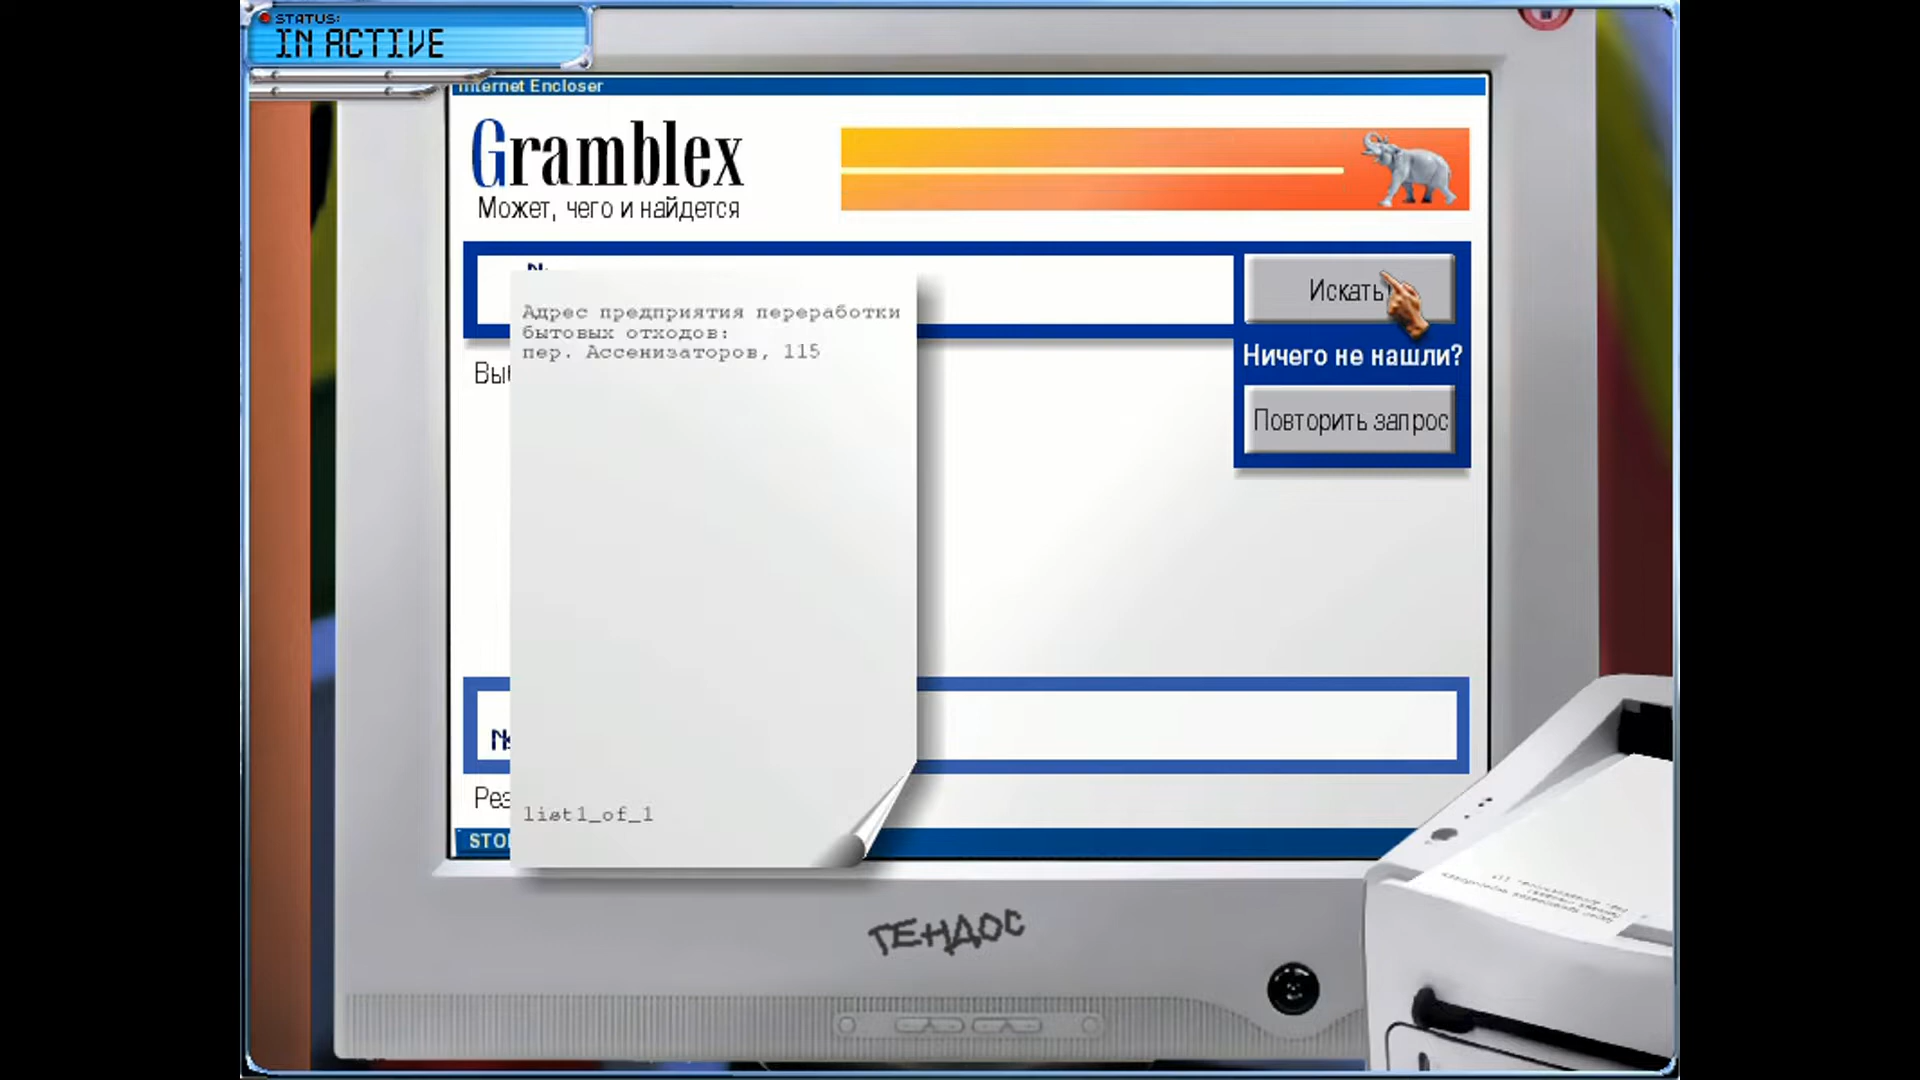 STATUS:
IN ACTIVE
Internet Encloser
Gramblex
Может, чего и найдется
Искать!
Ничего не нашли?
Повторить запрос
Адрес предприятия переработки
бытовых отходов:
пер. Ассенизаторов, 115
list1_of_1
ТЕНДОС